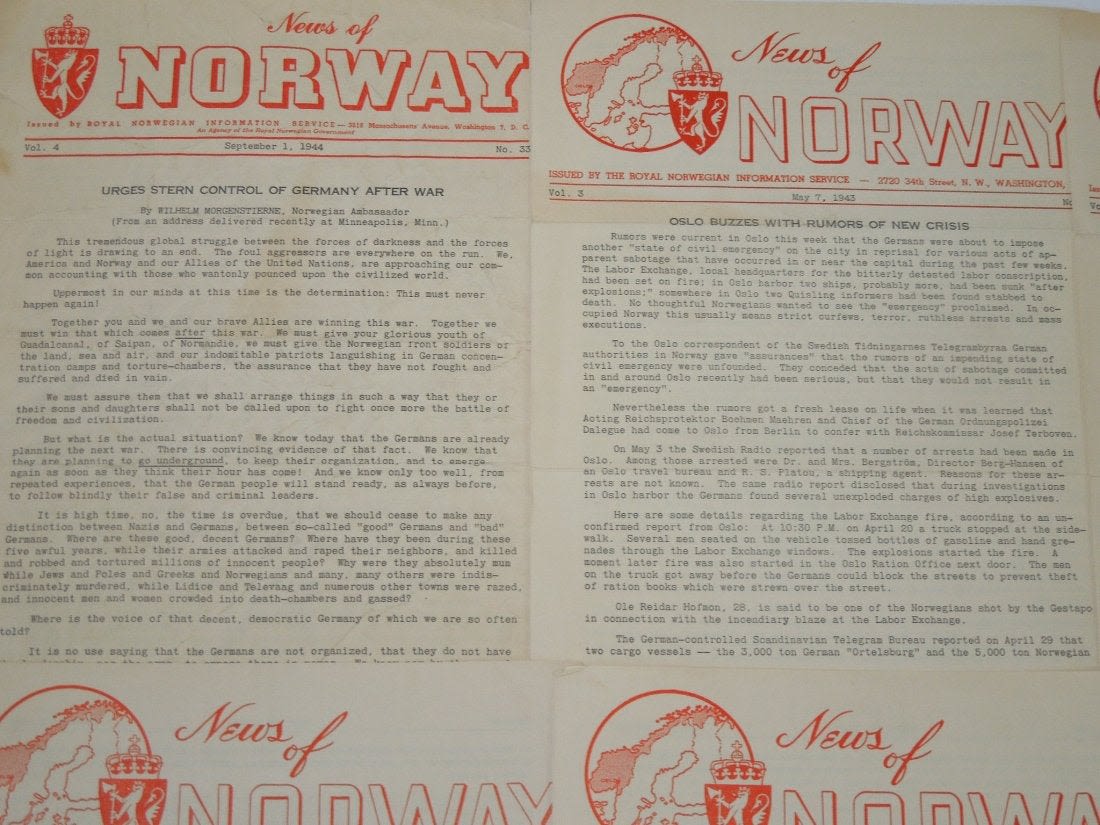 News of
NORWAY
Issued by ROYAL NORWEGIAN INFORMATION SERVICE — 3516 Massachusetts Avenue, Washington 7, D. C.
An Agency of the Royal Norwegian Government
Vol. 4 September 1, 1944 No. 33
URGES STERN CONTROL OF GERMANY AFTER WAR
By WILHELM MORGENSTIERNE, Norwegian Ambassador
(From an address delivered recently at Minneapolis, Minn.)
This tremendous global struggle between the forces of darkness and the forces
of light is drawing to an end. The foul aggressors are everywhere on the run. We,
America and Norway and our Allies of the United Nations, are approaching our com-
mon accounting with those who wantonly pounced upon the civilized world.
Uppermost in our minds at this time is the determination: This must never
happen again!
Together you and we and our brave Allies are winning this war. Together we
must win that which comes after this war. We must give your glorious youth of
Guadalcanal, of Saipan, of Normandie, we must give the Norwegian front soldiers of
the land, sea and air, and our indomitable patriots languishing in German concen-
tration camps and torture-chambers, the assurance that they have not fought and
suffered and died in vain.
We must assure them that we shall arrange things in such a way that they or
their sons and daughters shall not be called upon to fight once more the battle of
freedom and civilization.
But what is the actual situation? We know today that the Germans are already
planning the next war. There is convincing evidence of that fact. We know that
they are planning to go underground, to keep their organization, and to emerge
again as soon as they think their hour has come! And we know only too well, from
repeated experiences, that the German people will stand ready, as always before,
to follow blindly their false and criminal leaders.
It is high time, no, the time is overdue, that we should cease to make any
distinction between Nazis and Germans, between so-called "good" Germans and "bad"
Germans. Where are these good, decent Germans? Where have they been during these
five awful years, while their armies attacked and raped their neighbors, and killed
and robbed and tortured millions of innocent people? Why were they absolutely mum
While Jews and Poles and Greeks and Norwegians and many, many others were indis-
criminately murdered, while Lidice and Televaag and numerous other towns were razed,
and innocent men and women crowded into death-chambers and gassed?
Where is the voice of that decent, democratic Germany of which we are so often
told?
It is no use saying that the Germans are not organized, that they do not have
News of
NORWAY
ISSUED BY THE ROYAL NORWEGIAN INFORMATION SERVICE — 2720 34th Street, N. W., WASHINGTON,
Vol. 3 May 7, 1943 No
OSLO BUZZES WITH RUMORS OF NEW CRISIS
Rumors were current in Oslo this week that the Germans were about to impose
another "state of civil emergency" on the city in reprisal for various acts of ap-
parent sabotage that have occurred in or near the capital during the past few weeks.
The Labor Exchange, local headquarters for the bitterly detested labor conscription,
had been set on fire; in Oslo harbor two ships, probably more, had been sunk "after
explosions;" somewhere in Oslo two Quisling informers had been found stabbed to
death. No thoughtful Norwegians wanted to see the "emergency" proclaimed. In oc-
cupied Norway this usually means strict curfews, terror, ruthless arrests and mass
executions.
To the Oslo correspondent of the Swedish Tidningarnes Telegrambyraa German
authorities in Norway gave "assurances" that the rumors of an impending state of
civil emergency were unfounded. They conceded that the acts of sabotage committed
in and around Oslo recently had been serious, but that they would not result in
an "emergency".
Nevertheless the rumors got a fresh lease on life when it was learned that
Acting Reichsprotektor Boehmen Maehren and Chief of the German Ordnungspolizei
Dalegue had come to Oslo from Berlin to confer with Reichskommissar Josef Terboven.
On May 3 the Swedish Radio reported that a number of arrests had been made in
Oslo. Among those arrested were Dr. and Mrs. Bergström, Director Berg-Hansen of
an Oslo travel bureau and R. S. Platou, a shipping agent. Reasons for these ar-
rests are not known. The same radio report disclosed that during investigations
in Oslo harbor the Germans found several unexploded charges of high explosives.
Here are some details regarding the Labor Exchange fire, according to an un-
confirmed report from Oslo: At 10:30 P.M. on April 20 a truck stopped at the side-
walk. Several men seated on the vehicle tossed bottles of gasoline and hand gre-
nades through the Labor Exchange windows. The explosions started the fire. A
moment later fire was also started in the Oslo Ration Office next door. The men
on the truck got away before the Germans could block the streets to prevent theft
of ration books which were strewn over the street.
Ole Reidar Hofmon, 28, is said to be one of the Norwegians shot by the Gestapo
in connection with the incendiary blaze at the Labor Exchange.
The German-controlled Scandinavian Telegram Bureau reported on April 29 that
two cargo vessels -- the 3,000 ton German "Ortelsburg" and the 5,000 ton Norwegian
News of
NORWAY
News of
NORWA